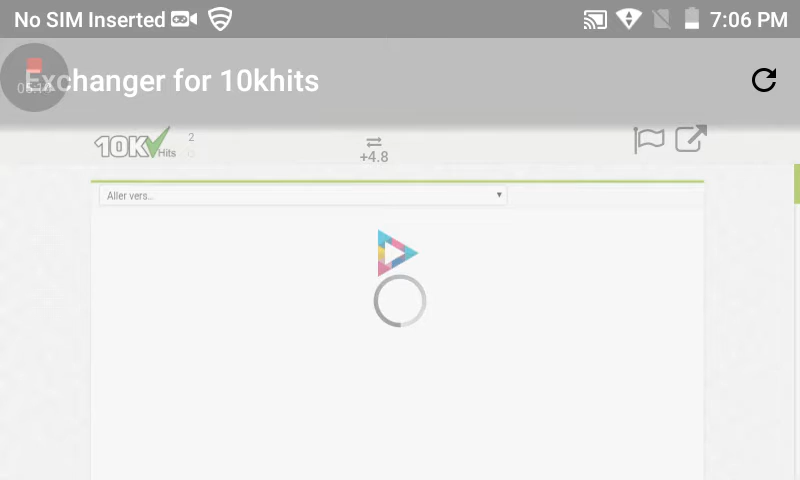 No SIM Inserted 7:06 PM
Exchanger for 10khits
10K Hits 2
+4.8
Aller vers...